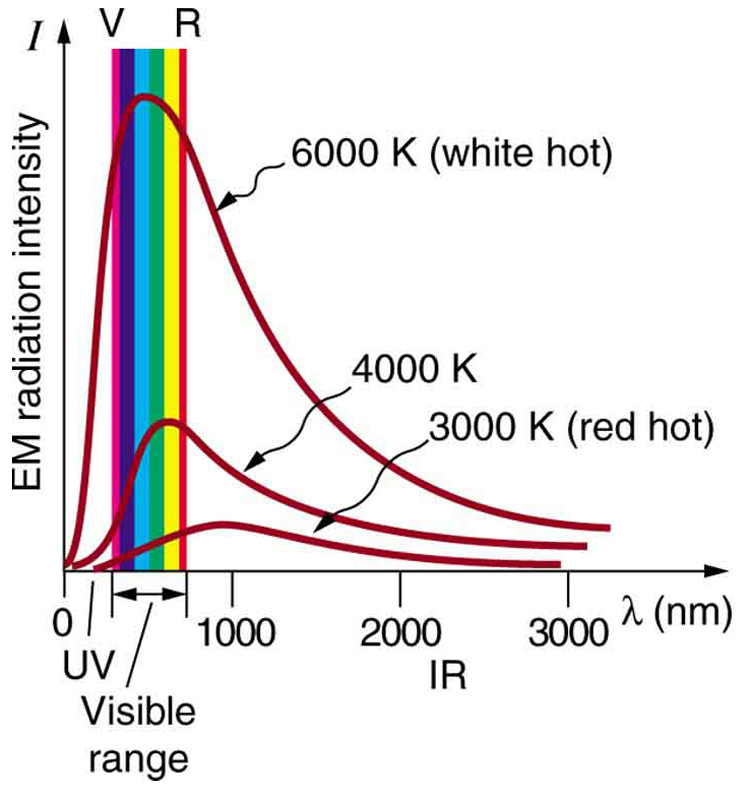 V R
I
EM radiation intensity
6000 K (white hot)
4000 K
3000 K (red hot)
0 1000 2000 3000 λ (nm)
UV
IR
Visible
range